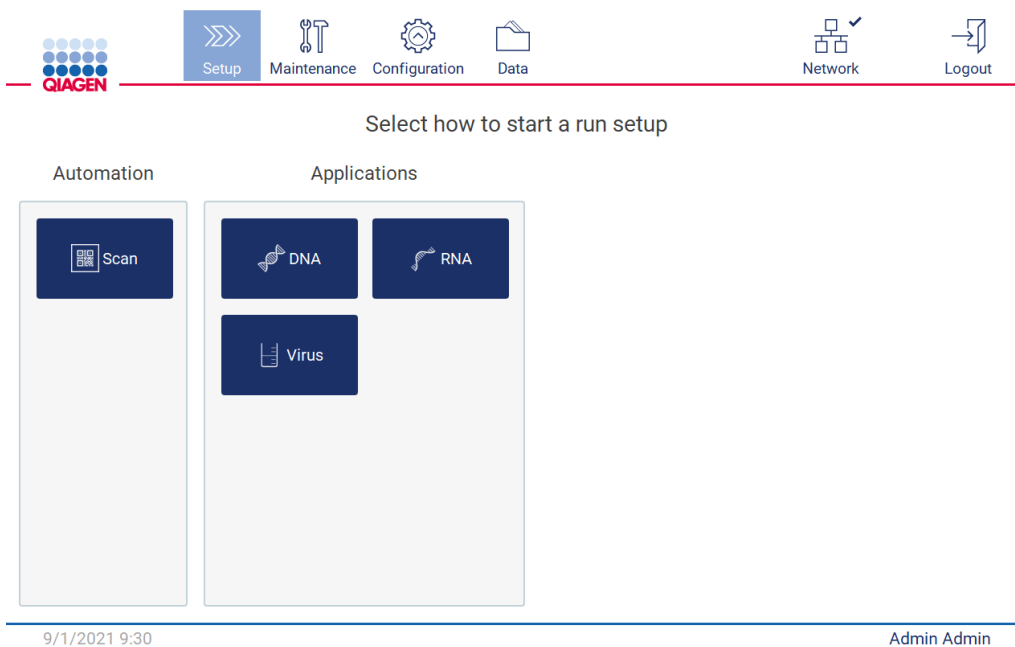 QIAGEN
Setup
Maintenance
Configuration
Data
Network
Logout
Select how to start a run setup
Automation
Applications
Scan
DNA
RNA
Virus
9/1/2021 9:30
Admin Admin